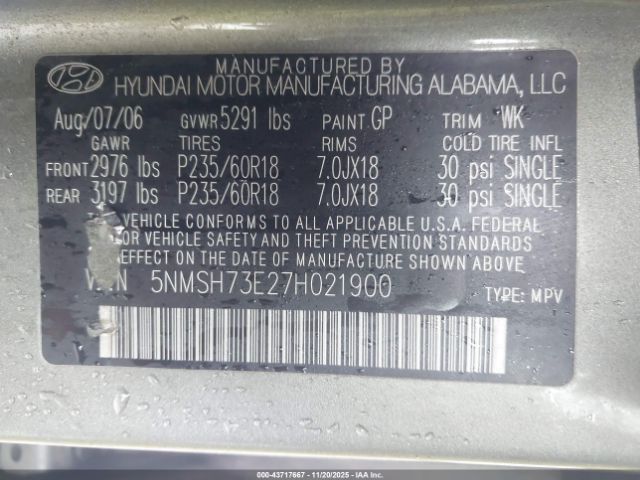 MANUFACTURED BY
HYUNDAI MOTOR MANUFACTURING ALABAMA, LLC
Aug/07/06 GVWR 5291 lbs PAINT GP TRIM WK
GAWR TIRES RIMS COLD TIRE INFL
FRONT 2976 lbs P235/60R18 7.0JX18 30 psi SINGLE
REAR 3197 lbs P235/60R18 7.0JX18 30 psi SINGLE
VEHICLE CONFORMS TO ALL APPLICABLE U.S.A. FEDERAL
VEHICLE SAFETY AND THEFT PREVENTION STANDARDS
EFFECT ON THE DATE OF MANUFACTURE SHOWN ABOVE.
5NMSH73E27H021900 TYPE: MPV
000-43717667 - 11/20/2025 - IAAI.COM